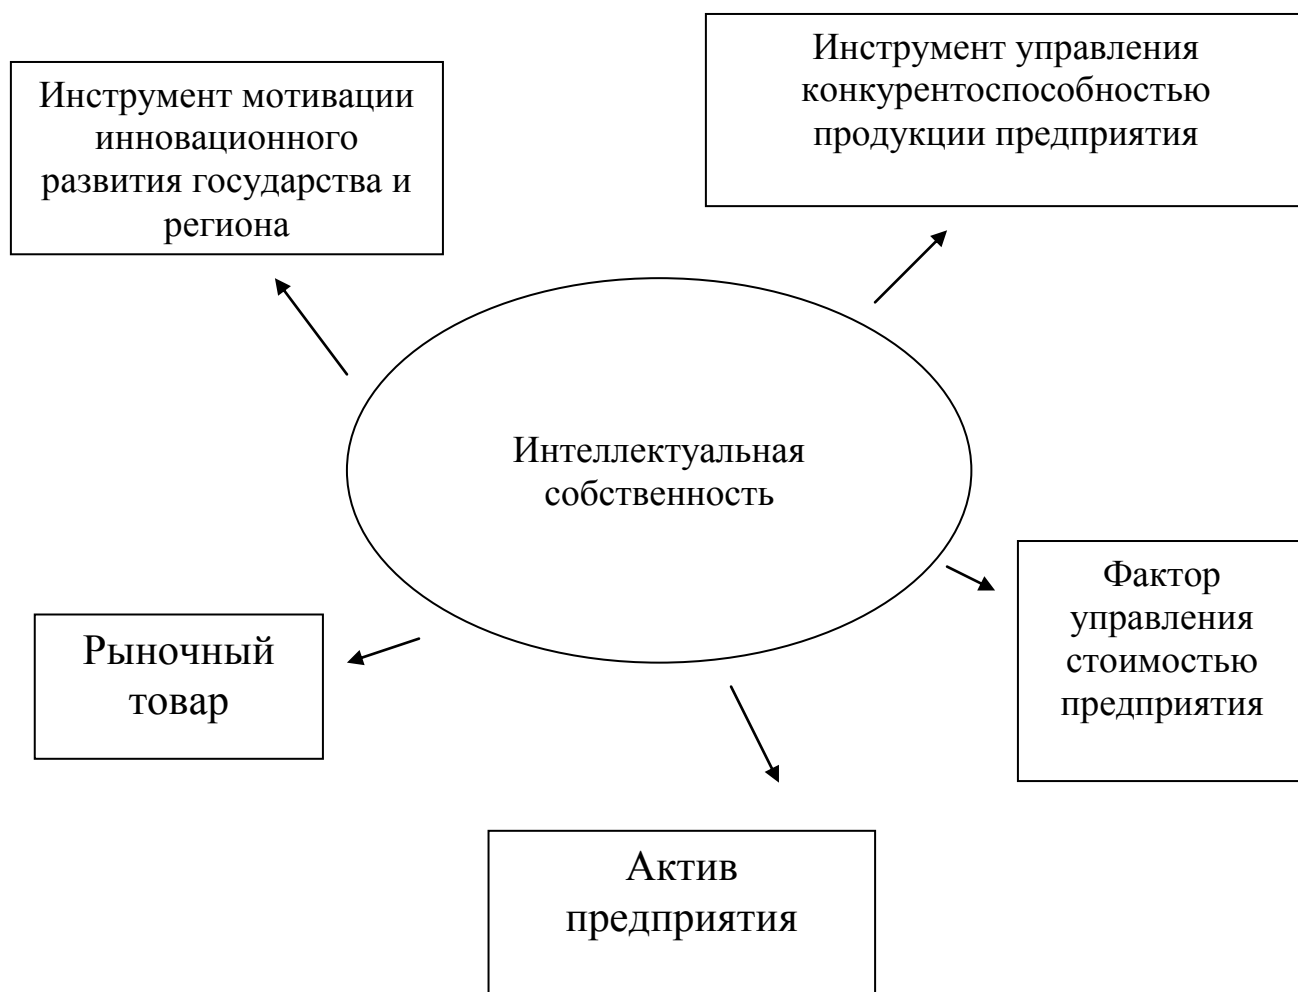 Инструмент мотивации
инновационного
развития государства и
региона
Инструмент управления
конкурентоспособностью
продукции предприятия
Интеллектуальная
собственность
Фактор
управления
стоимостью
предприятия
Рыночный
товар
Актив
предприятия